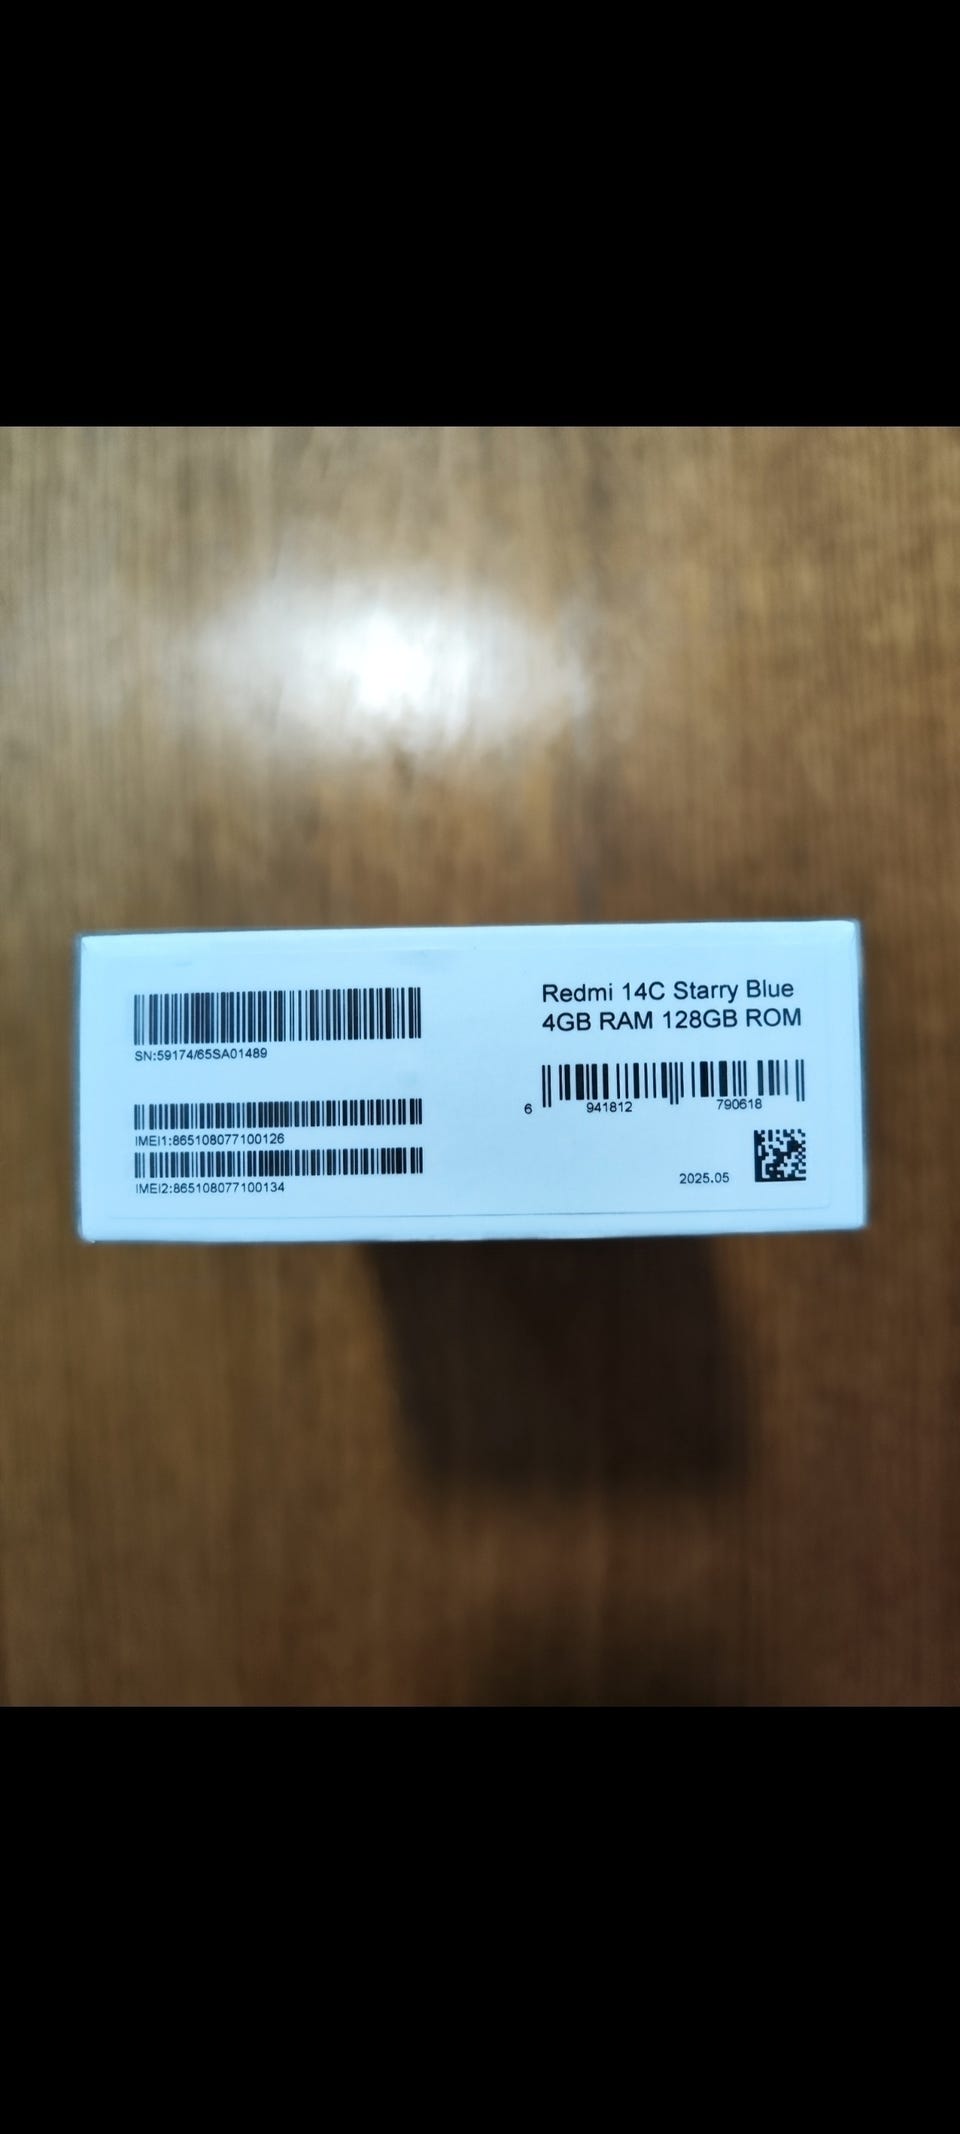 SN:59174/65SA01489
IMEI1:865108077100126
IMEI2:865108077100134
Redmi 14C Starry Blue
4GB RAM 128GB ROM
6 941812 790618
2025.05